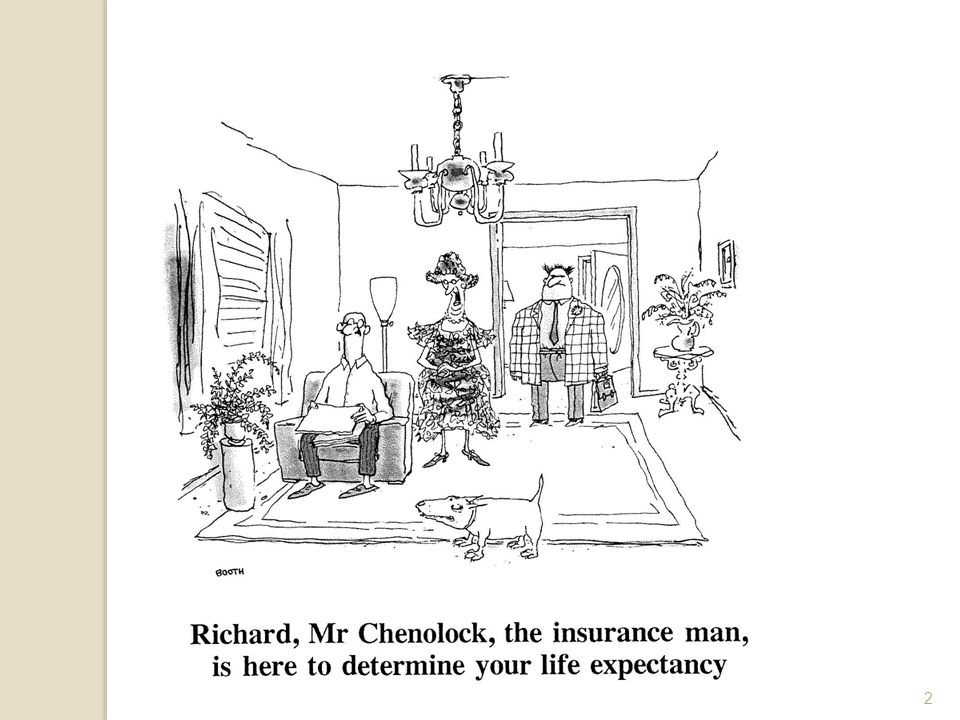 BOOTH
Richard, Mr Chenolock, the insurance man,
is here to determine your life expectancy
2